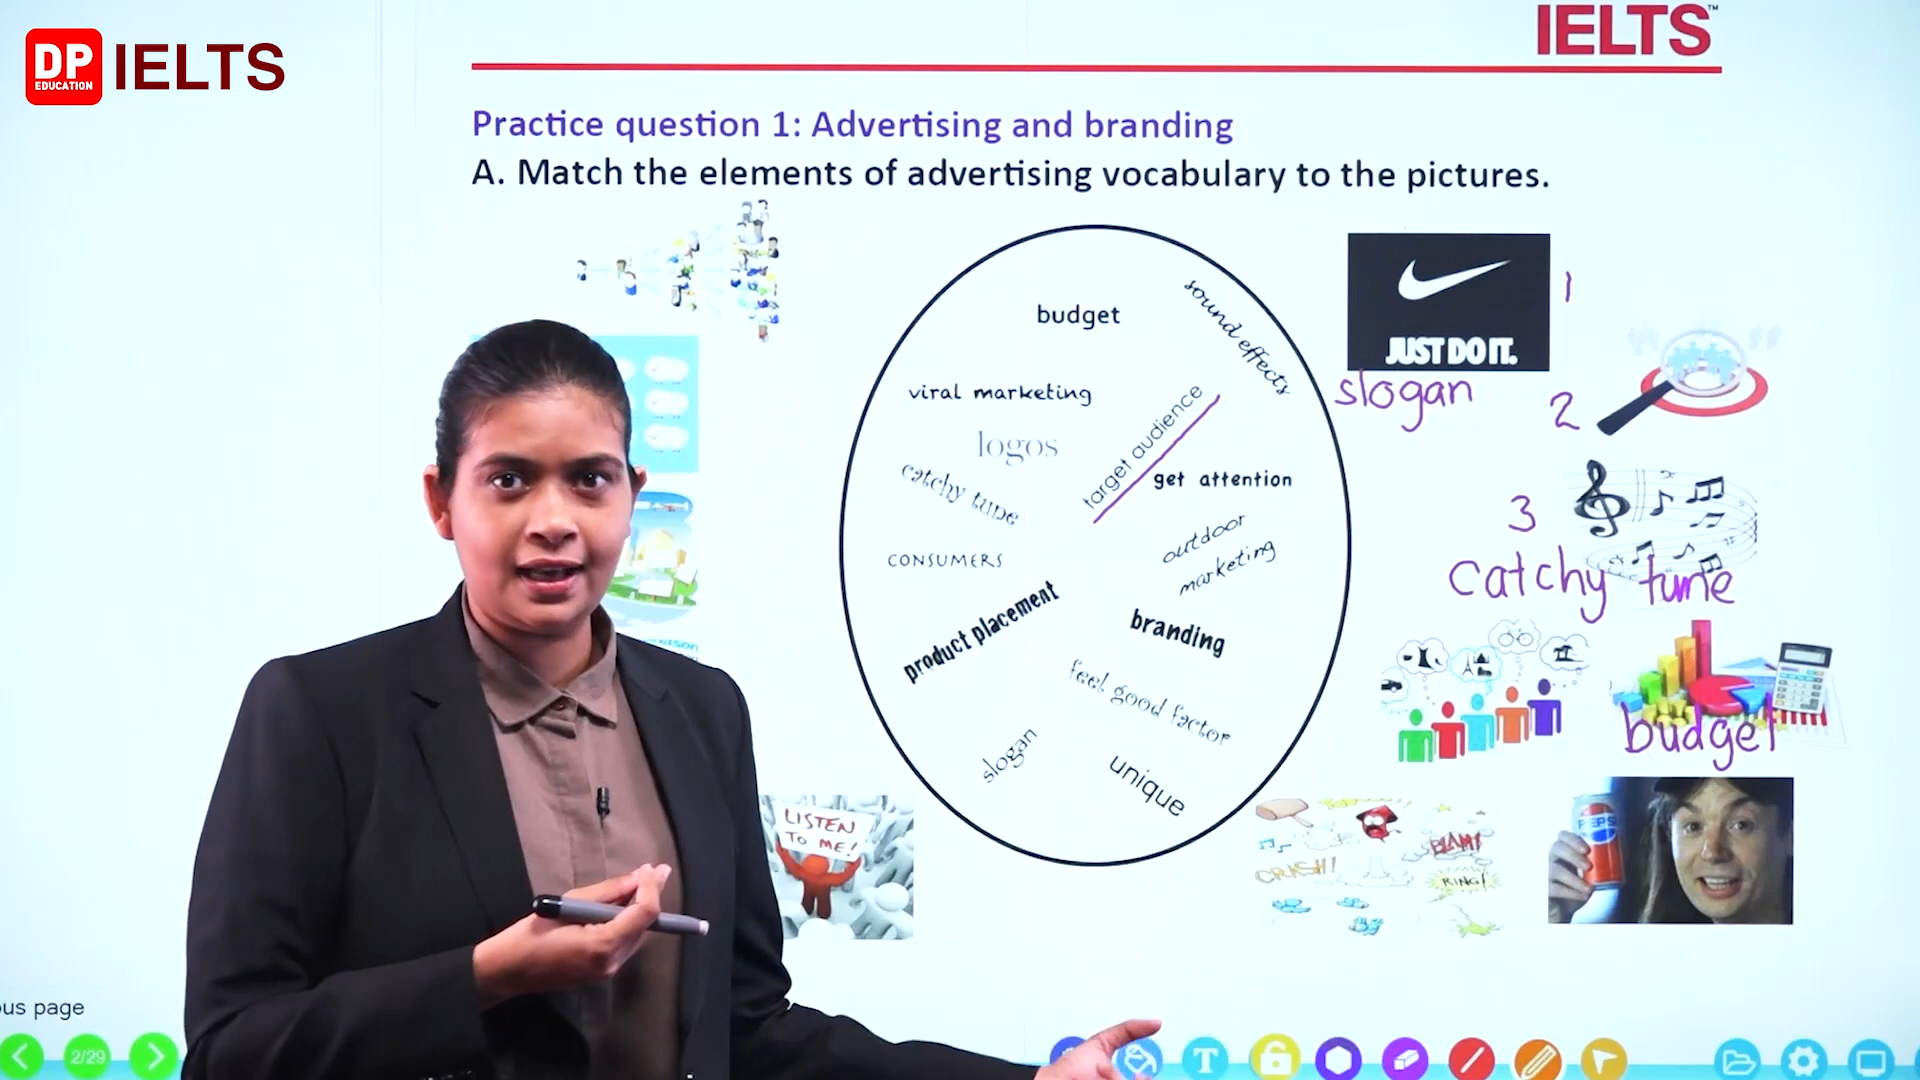 DP
EDUCATION
IELTS
IELTS™
Practice question 1: Advertising and branding
A. Match the elements of advertising vocabulary to the pictures.
budget
sound effects
viral marketing
logos
target audience
catchy tune
get attention
CONSUMERS
outdoor
marketing
product placement
branding
feel good factor
slogan
unique
JUST DO IT.
1
slogan
2
3
catchy tune
budget
LISTEN
TO ME!
CRASH!
BLAM!
RING!
PEPSI
us page
2/29
T